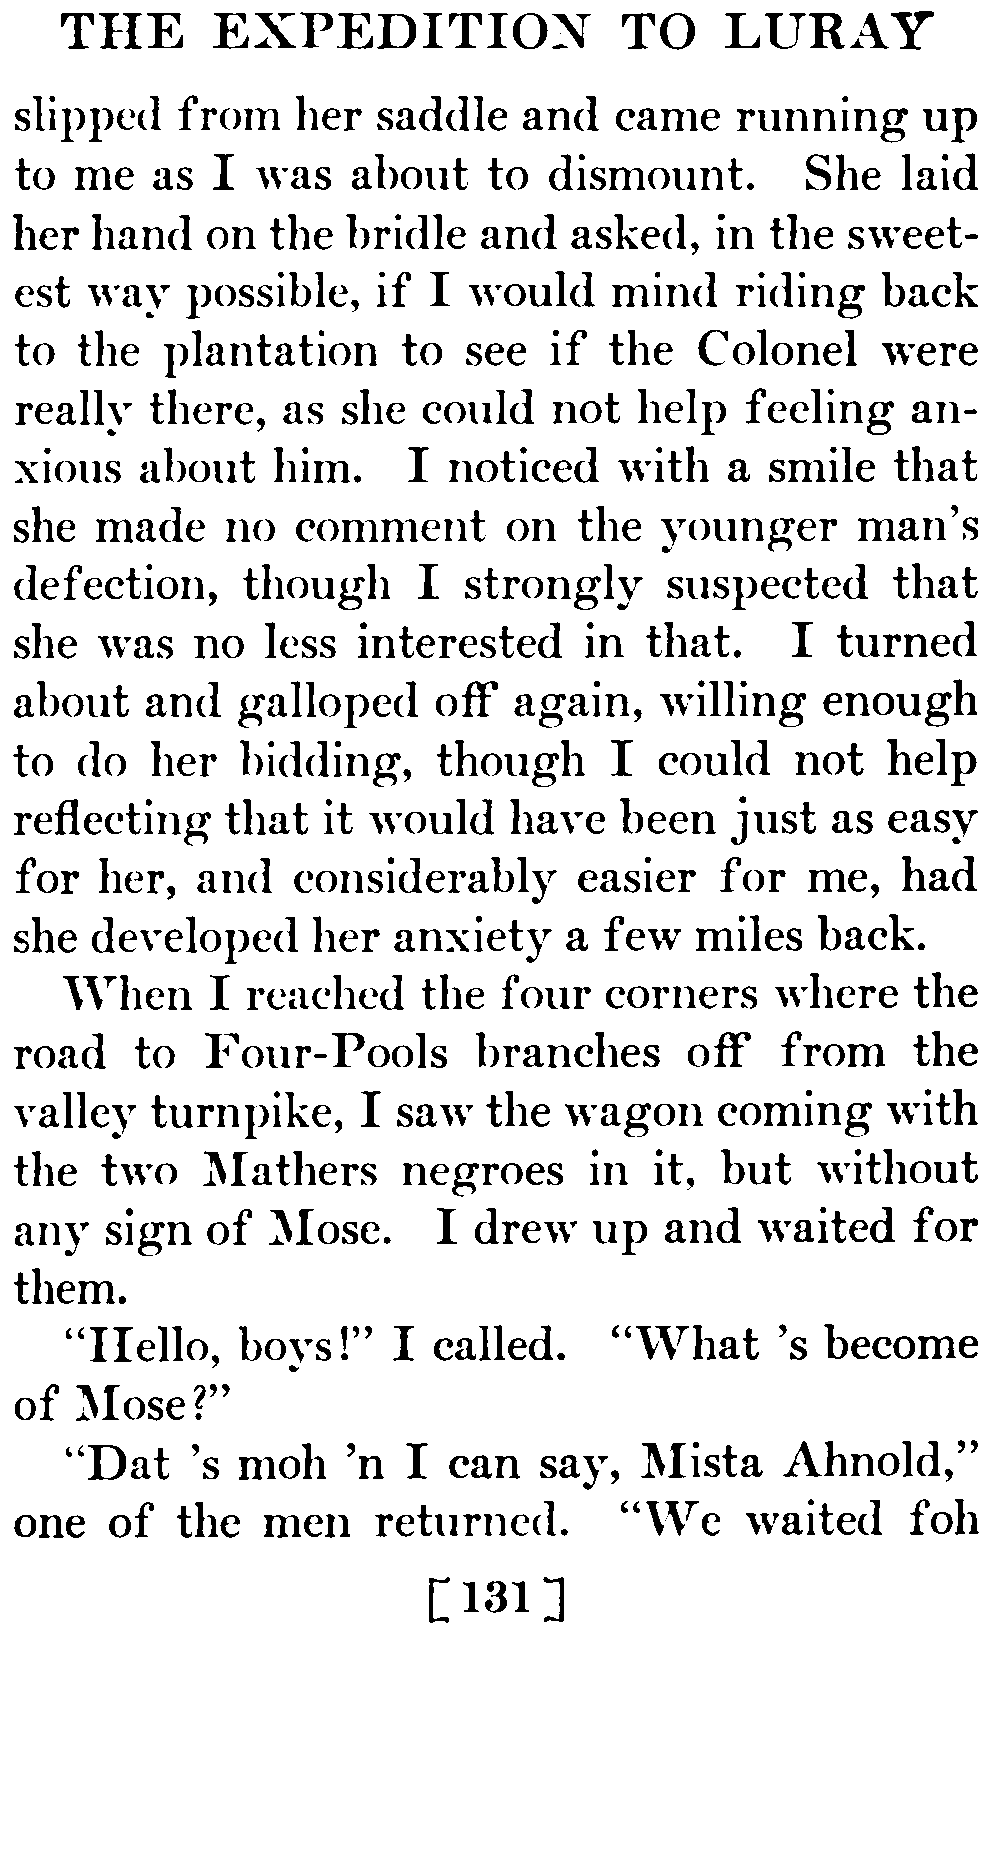 THE EXPEDITION TO LURAY
slipped from her saddle and came running up
to me as I was about to dismount. She laid
her hand on the bridle and asked, in the sweet-
est way possible, if I would mind riding back
to the plantation to see if the Colonel were
really there, as she could not help feeling an-
xious about him. I noticed with a smile that
she made no comment on the younger man's
defection, though I strongly suspected that
she was no less interested in that. I turned
about and galloped off again, willing enough
to do her bidding, though I could not help
reflecting that it would have been just as easy
for her, and considerably easier for me, had
she developed her anxiety a few miles back.
When I reached the four corners where the
road to Four-Pools branches off from the
valley turnpike, I saw the wagon coming with
the two Mathers negroes in it, but without
any sign of Mose. I drew up and waited for
them.
"Hello, boys!" I called. "What 's become
of Mose?"
"Dat 's moh 'n I can say, Mista Ahnold,"
one of the men returned. "We waited foh
[131]